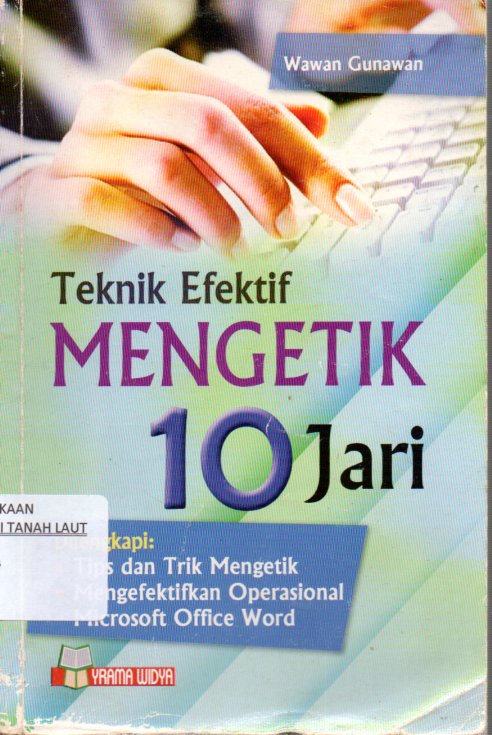 Wawan Gunawan
Teknik Efektif
MENGETIK
10 Jari
KAAN
I TANAH LAUT
kapi:
Tips dan Trik Mengetik
Mengefektifkan Operasional
Microsoft Office Word
YRAMA WIDYA